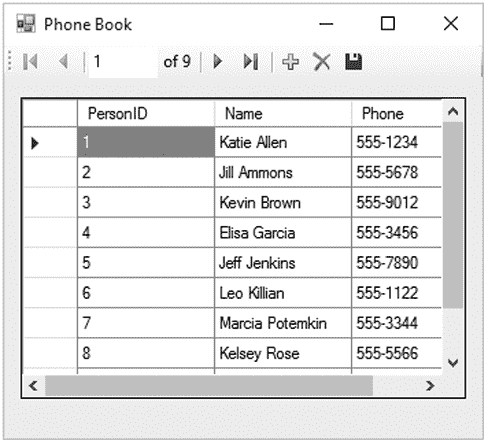 Phone Book
1 of 9
PersonID Name Phone
1 Katie Allen 555-1234
2 Jill Ammons 555-5678
3 Kevin Brown 555-9012
4 Elisa Garcia 555-3456
5 Jeff Jenkins 555-7890
6 Leo Killian 555-1122
7 Marcia Potemkin 555-3344
8 Kelsey Rose 555-5566